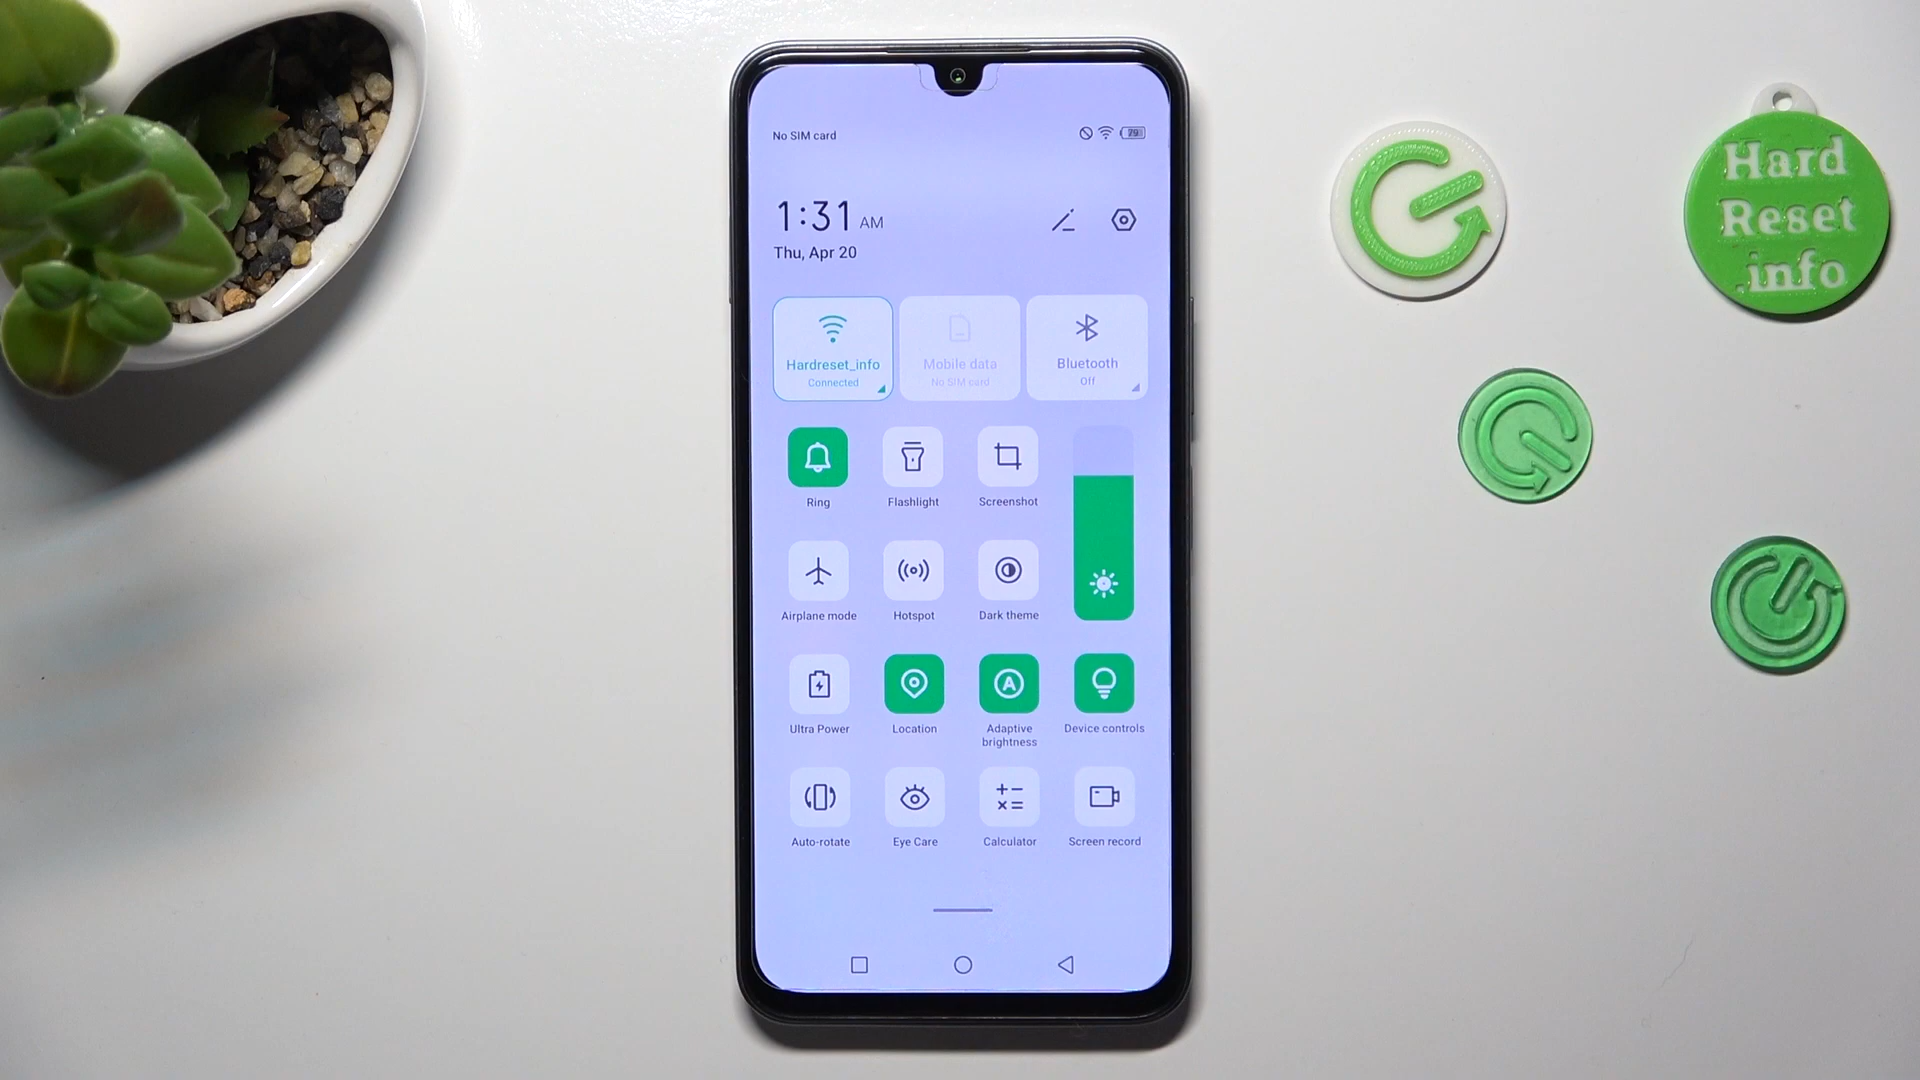 No SIM card
29
1:31 AM
Thu, Apr 20
Hardreset_info
Connected
Mobile data
No SIM card
Bluetooth
Off
Ring
Flashlight
Screenshot
Airplane mode
Hotspot
Dark theme
Ultra Power
Location
A
Adaptive
brightness
Device controls
Auto-rotate
Eye Care
Calculator
Screen record
Hard
Reset
.info